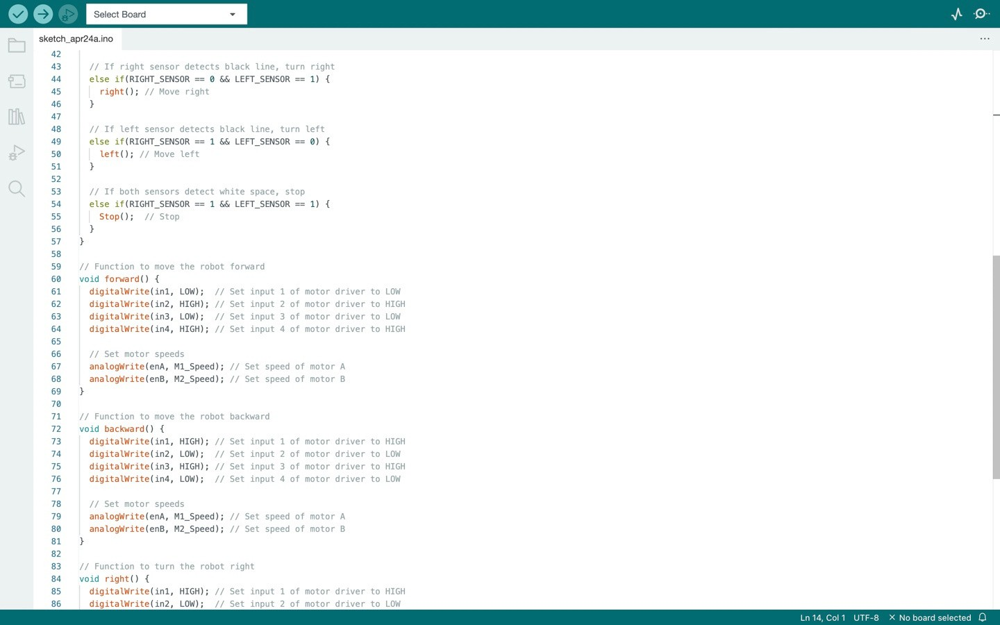 Select Board
sketch_apr24a.ino
42
43 // If right sensor detects black line, turn right
44 else if(RIGHT_SENSOR == 0 && LEFT_SENSOR == 1) {
45 right(); // Move right
46 }
47
48 // If left sensor detects black line, turn left
49 else if(RIGHT_SENSOR == 1 && LEFT_SENSOR == 0) {
50 left(); // Move left
51 }
52
53 // If both sensors detect white space, stop
54 else if(RIGHT_SENSOR == 1 && LEFT_SENSOR == 1) {
55 Stop();  // Stop
56 }
57 }
58
59 // Function to move the robot forward
60 void forward() {
61 digitalWrite(in1, LOW);  // Set input 1 of motor driver to LOW
62 digitalWrite(in2, HIGH); // Set input 2 of motor driver to HIGH
63 digitalWrite(in3, LOW);  // Set input 3 of motor driver to LOW
64 digitalWrite(in4, HIGH); // Set input 4 of motor driver to HIGH
65
66 // Set motor speeds
67 analogWrite(enA, M1_Speed); // Set speed of motor A
68 analogWrite(enB, M2_Speed); // Set speed of motor B
69 }
70
71 // Function to move the robot backward
72 void backward() {
73 digitalWrite(in1, HIGH); // Set input 1 of motor driver to HIGH
74 digitalWrite(in2, LOW);  // Set input 2 of motor driver to LOW
75 digitalWrite(in3, HIGH); // Set input 3 of motor driver to HIGH
76 digitalWrite(in4, LOW);  // Set input 4 of motor driver to LOW
77
78 // Set motor speeds
79 analogWrite(enA, M1_Speed); // Set speed of motor A
80 analogWrite(enB, M2_Speed); // Set speed of motor B
81 }
82
83 // Function to turn the robot right
84 void right() {
85 digitalWrite(in1, HIGH); // Set input 1 of motor driver to HIGH
86 digitalWrite(in2, LOW);  // Set input 2 of motor driver to LOW
Ln 14, Col 1 UTF-8 × No board selected